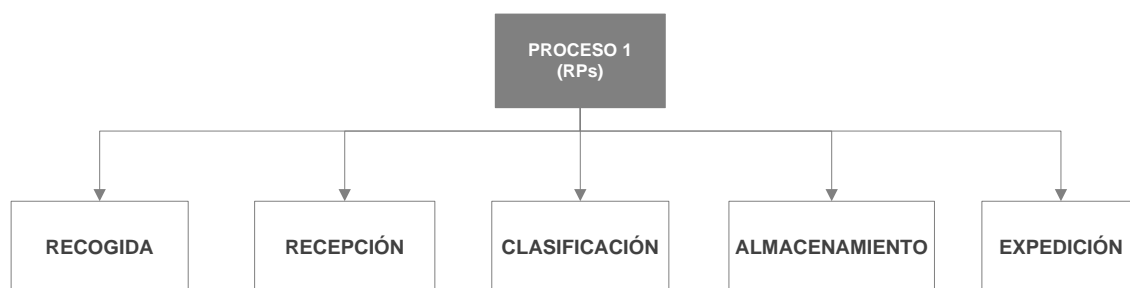 PROCESO 1
(RPs)
RECOGIDA
RECEPCIÓN
CLASIFICACIÓN
ALMACENAMIENTO
EXPEDICIÓN